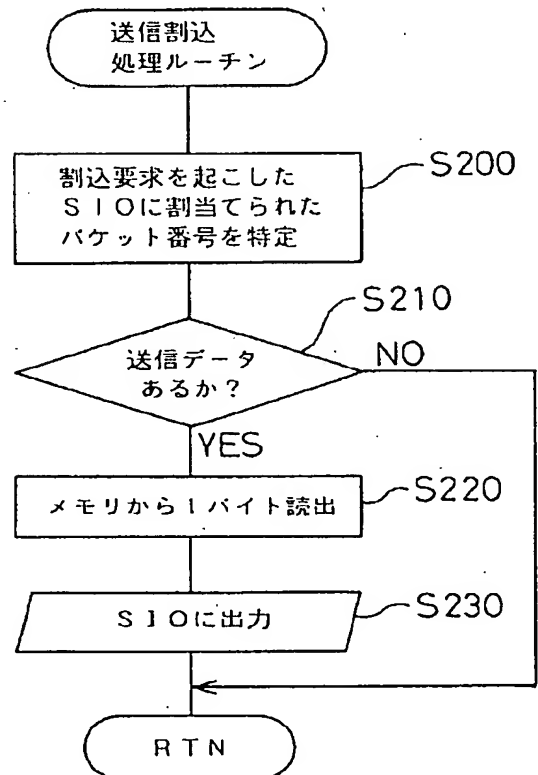 送信割込
処理ルーチン
割込要求を起こした
SIOに割当てられた
パケット番号を特定
S200
S210
送信データ
あるか？
NO
YES
メモリから1バイト読出
S220
SIOに出力
S230
RTN